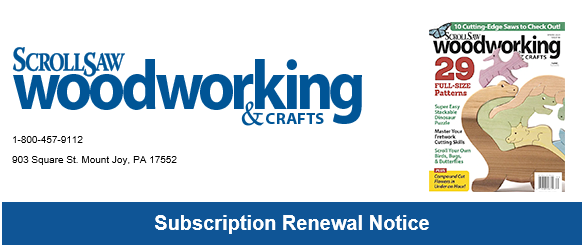 SCROLLSAW
woodworking
& CRAFTS
1-800-457-9112
903 Square St. Mount Joy, PA 17552
10 Cutting-Edge Saws to Check Out!
SCROLLSAW
woodworking
& CRAFTS
29
FULL-SIZE
Patterns
Super Easy
Stackable
Dinosaur
Puzzle
Master Your
Fretwork
Cutting Skills
Scroll Your Own
Birds, Bugs,
& Butterflies
PLUS
Compound Cut
Flowers in
Under an Hour!
Subscription Renewal Notice